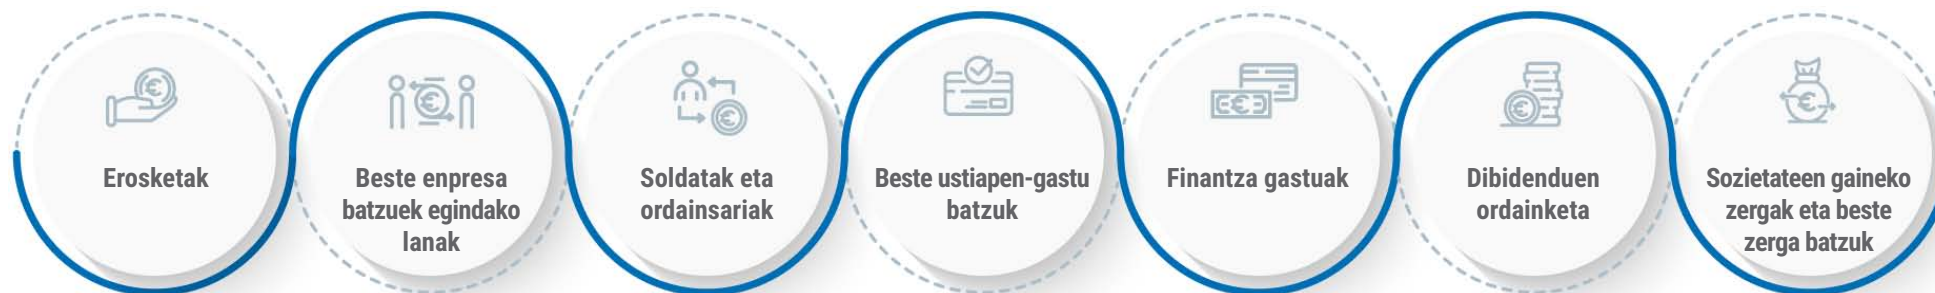 Erosketak
Beste enpresa
batzuek egindako
lanak
Soldatak eta
ordainsariak
Beste ustiapen-gastu
batzuk
Finantza gastuak
Dibidenduen
ordainketa
Sozietateen gaineko
zergak eta beste
zerga batzuk